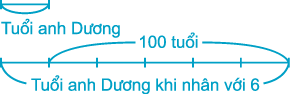 Tuổi anh Dương
100 tuổi
Tuổi anh Dương khi nhân với 6